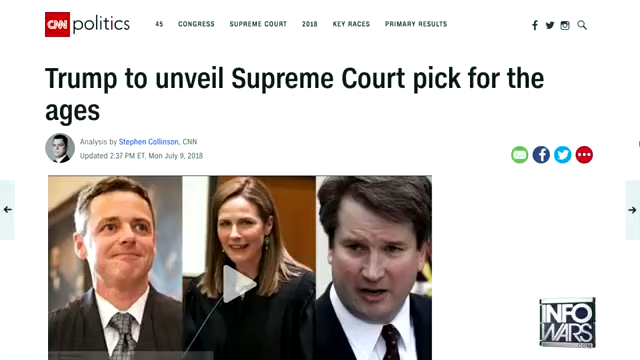 CNN politics 45 CONGRESS SUPREME COURT 2018 KEY RACES PRIMARY RESULTS
Trump to unveil Supreme Court pick for the
ages
Analysis by Stephen Collinson, CNN
Updated 2:37 PM ET, Mon July 9, 2018
INFO
WARS
.COM